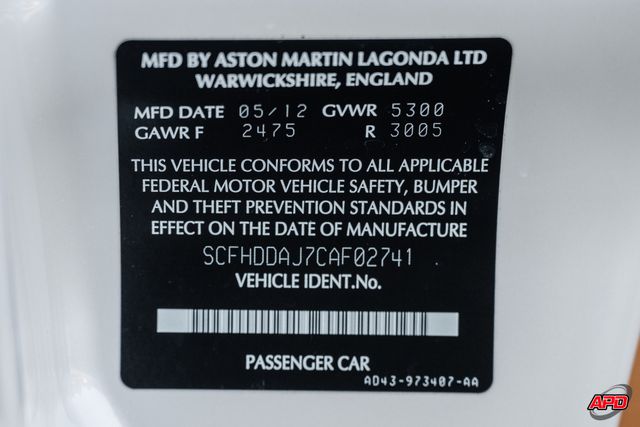 MFD BY ASTON MARTIN LAGONDA LTD
WARWICKSHIRE, ENGLAND
MFD DATE 05/12 GVWR 5300
GAWR F 2475 R 3005
THIS VEHICLE CONFORMS TO ALL APPLICABLE
FEDERAL MOTOR VEHICLE SAFETY, BUMPER
AND THEFT PREVENTION STANDARDS IN
EFFECT ON THE DATE OF MANUFACTURE
SCFHDDAJ7CAF02741
VEHICLE IDENT.No.
PASSENGER CAR
AD43-973407-AA
APD